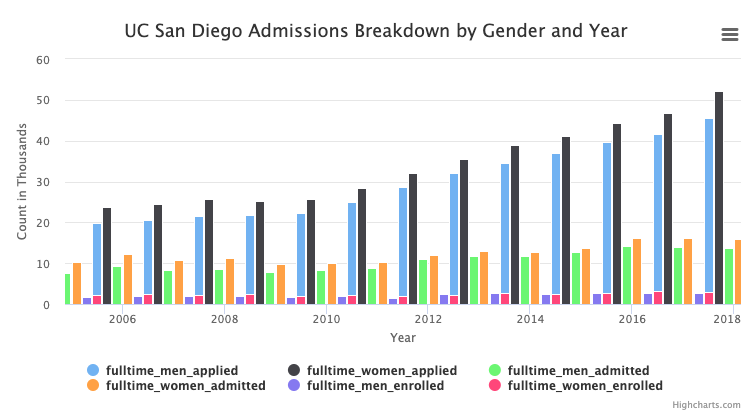 UC San Diego Admissions Breakdown by Gender and Year
60
50
40
30
20
10
0
Count in Thousands
2006 2008 2010 2012 2014 2016 2018
Year
fulltime_men_applied fulltime_women_applied fulltime_men_admitted
fulltime_women_admitted fulltime_men_enrolled fulltime_women_enrolled
Highcharts.com